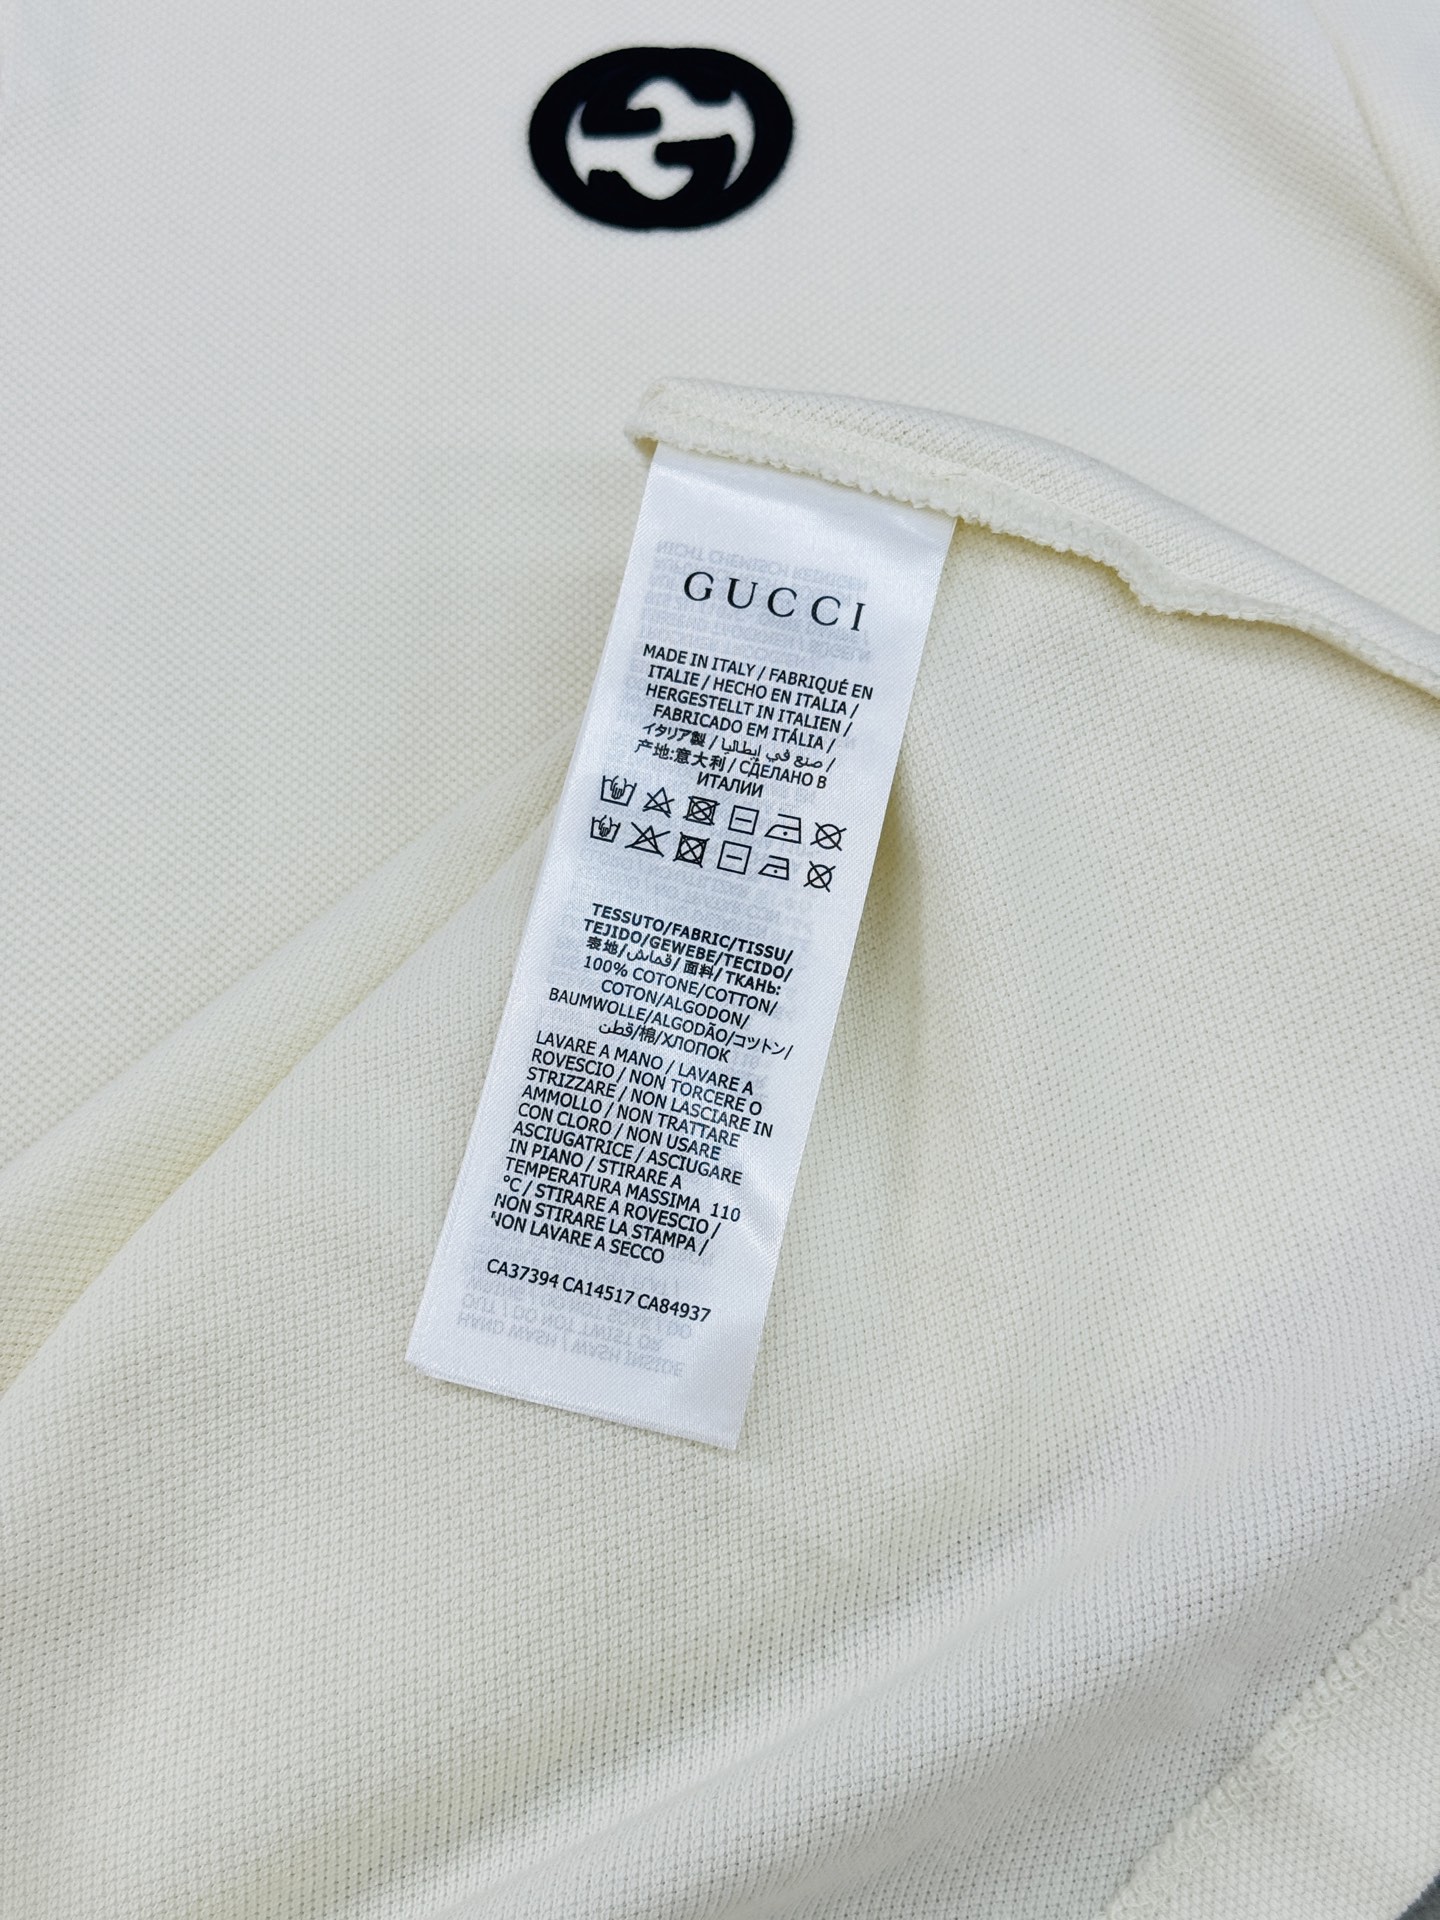 GUCCI
MADE IN ITALY / FABRIQUÉ EN
ITALIE / HECHO EN ITALIA /
HERGESTELLT IN ITALIEN /
FABRICADO EM ITÁLIA /
イタリア製 / صنع في إيطاليا /
产地:意大利 / СДЕЛАНО В
ИТАЛИИ
TESSUTO/FABRIC/TISSU/
TEJIDO/GEWEBE/TECIDO/
表地/قماش/ 面料/ ТКАНЬ:
100% COTONE/COTTON/
COTON/ALGODON/
BAUMWOLLE/ALGODÃO/コットン/
قطن/棉/ХЛОПОК
LAVARE A MANO / LAVARE A
ROVESCIO / NON TORCERE O
STRIZZARE / NON LASCIARE IN
AMMOLLO / NON TRATTARE
CON CLORO / NON USARE
ASCIUGATRICE / ASCIUGARE
IN PIANO / STIRARE A
TEMPERATURA MASSIMA 110
°C / STIRARE A ROVESCIO /
NON STIRARE LA STAMPA /
NON LAVARE A SECCO
CA37394 CA14517 CA84937